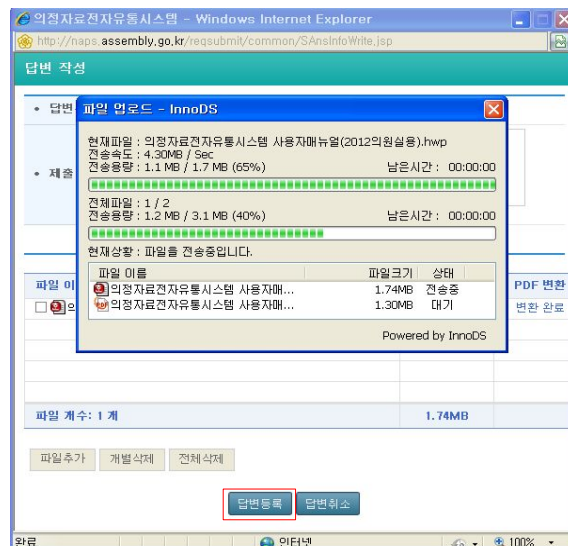 의정자료전자유통시스템 - Windows Internet Explorer
http://naps.assembly.go.kr/reqsubmit/common/SAnsInfoWrite.jsp
답변 작성
• 답변
파일 업로드 - InnoDS
현재파일 : 의정자료전자유통시스템 사용자매뉴얼(2012의원실용).hwp
전송속도 : 4.30MB / Sec
전송용량 : 1.1 MB / 1.7 MB (65%) 남은시간 : 00:00:00
• 제출
전체파일 : 1 / 2
전송용량 : 1.2 MB / 3.1 MB (40%) 남은시간 : 00:00:00
현재상황 : 파일을 전송중입니다.
파일 이름 파일크기 상태
의정자료전자유통시스템 사용자매... 1.74MB 전송중
의정자료전자유통시스템 사용자매... 1.30MB 대기
Powered by InnoDS
파일 이 PDF 변환
변환 완료
파일 개수: 1 개 1.74MB
파일추가 개별삭제 전체삭제
답변등록 답변취소
완료 인터넷 100%